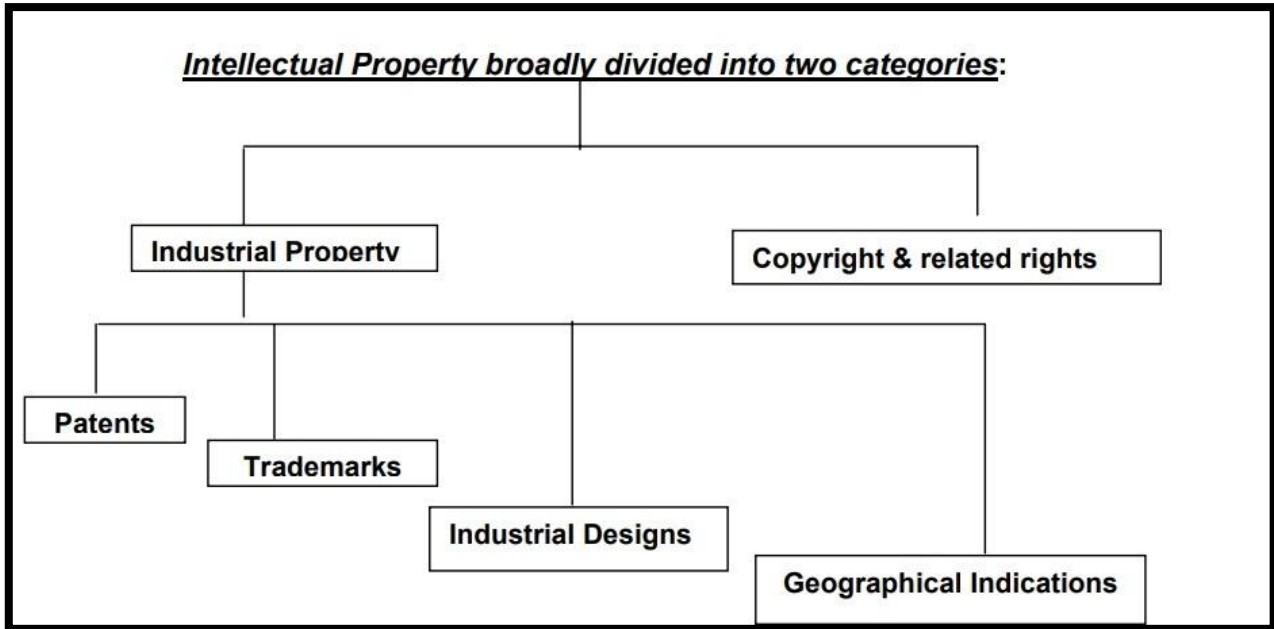 Intellectual Property broadly divided into two categories:
Industrial Property
Copyright & related rights
Patents
Trademarks
Industrial Designs
Geographical Indications